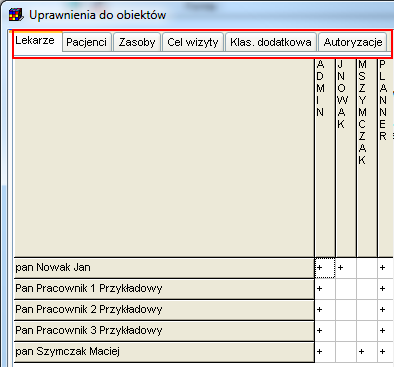 Uprawnienia do obiektów
Lekarze Pacjenci Zasoby Cel wizyty Klas. dodatkowa Autoryzacje
ADMIN JNOWAK MSZYMCZAK PLANNER
pan Nowak Jan + + +
Pan Pracownik 1 Przykładowy + +
Pan Pracownik 2 Przykładowy + +
Pan Pracownik 3 Przykładowy + +
pan Szymczak Maciej + + +